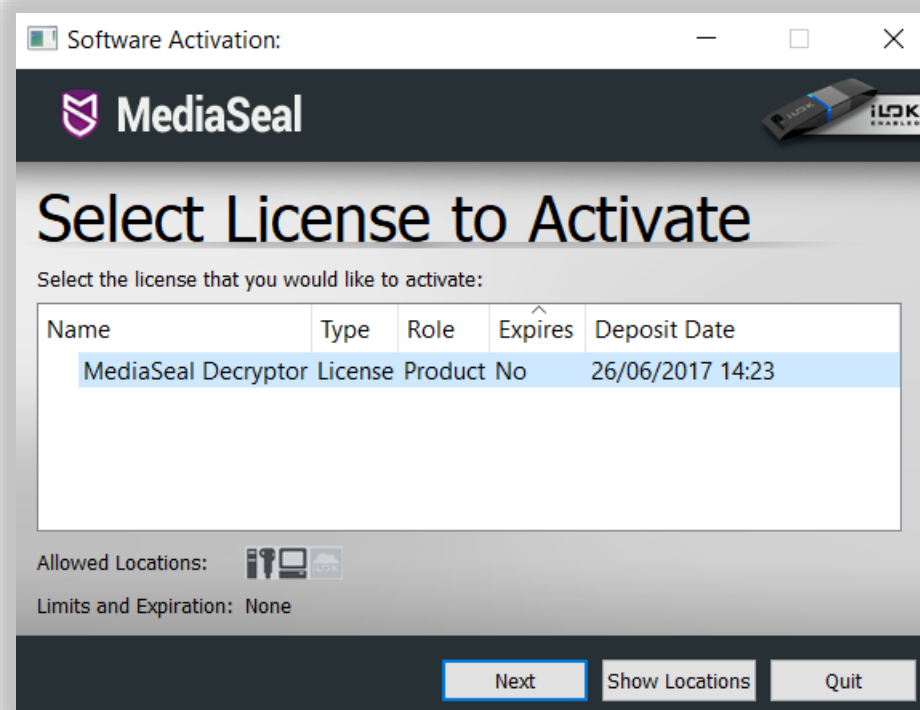 Software Activation:
MediaSeal
iLOK
ENABLED
Select License to Activate
Select the license that you would like to activate:
Name Type Role Expires Deposit Date
MediaSeal Decryptor License Product No 26/06/2017 14:23
Allowed Locations:
Limits and Expiration: None
Next Show Locations Quit